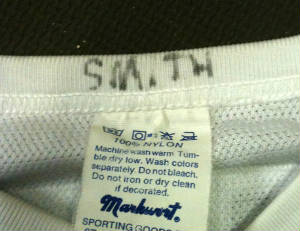 SMITH
100% NYLON
Machine wash warm Tum-
ble dry low. Wash colors
separately. Do not bleach.
Do not iron or dry clean
if decorated.
Markwort®
SPORTING GOODS